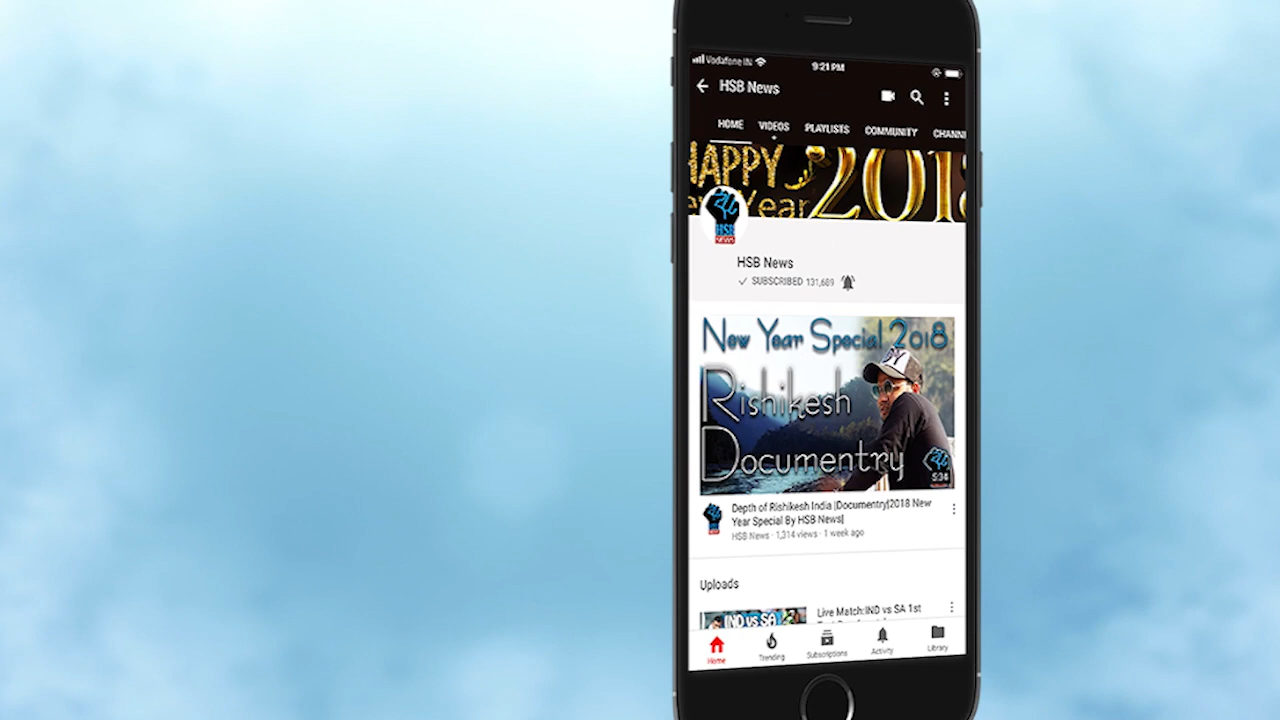 Vodafone IN
9:21 PM
HSB News
HOME VIDEOS PLAYLISTS COMMUNITY CHANN
HAPPY
New Year 2018
HSB
NEWS
HSB News
SUBSCRIBED 131,689
New Year Special 2018
Rishikesh
Documentry
5:34
Depth of Rishikesh India |Documentry|2018 New
Year Special By HSB News|
HSB News · 1,314 views · 1 week ago
Uploads
IND vs SA
Live Match:IND vs SA 1st
Home Trending Subscriptions Activity Library